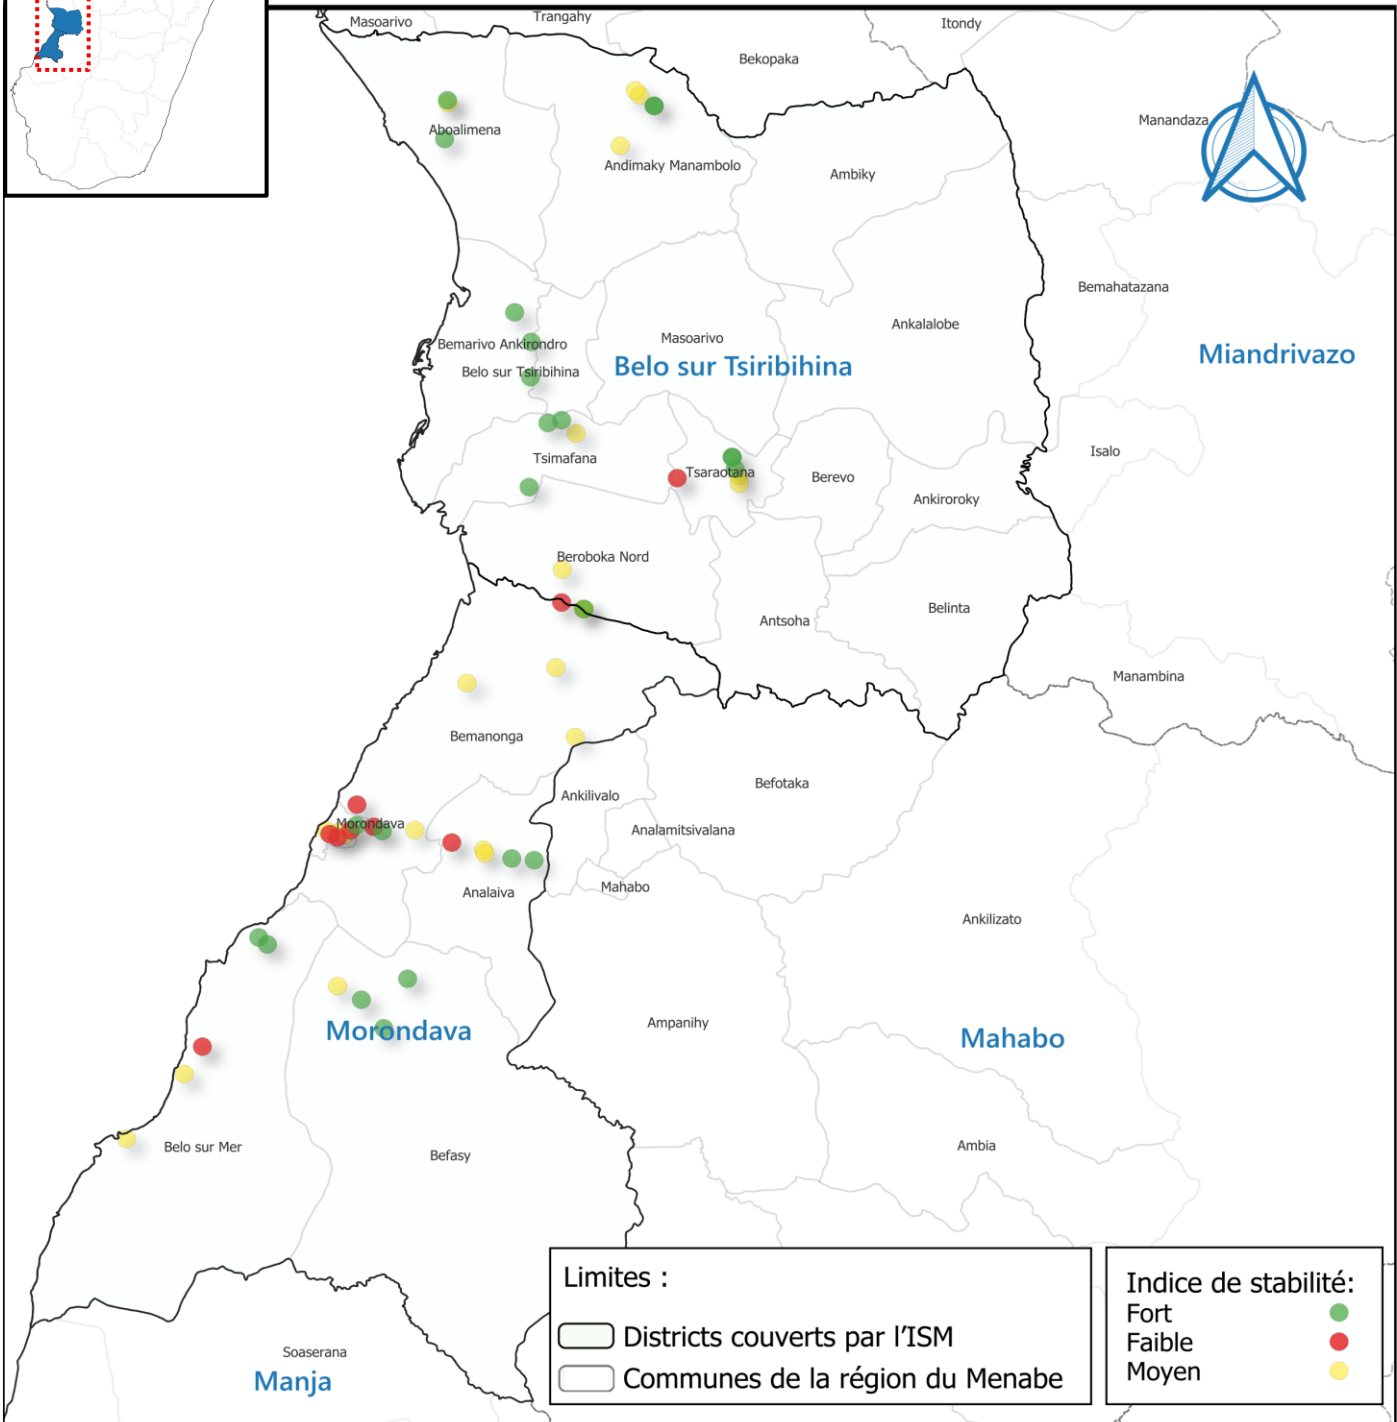 Masoarivo
Trangahy
Itondy
Bekopaka
Manandaza
Aboalimena
Andimaky Manambolo
Ambiky
Bemahatazana
Ankalalobe
Masoarivo
Bemarivo Ankirondro
Miandrivazo
Belo sur Tsiribihina
Belo sur Tsiribihina
Isalo
Tsimafana
Tsaraotana
Berevo
Ankiroroky
Beroboka Nord
Belinta
Antsoha
Manambina
Bemanonga
Befotaka
Ankilivalo
Morondava
Analamitsivalana
Mahabo
Analaiva
Ankilizato
Ampanihy
Morondava
Mahabo
Belo sur Mer
Ambia
Befasy
Soaserana
Manja
Limites :
Districts couverts par l’ISM
Communes de la région du Menabe
Indice de stabilité:
Fort
Faible
Moyen